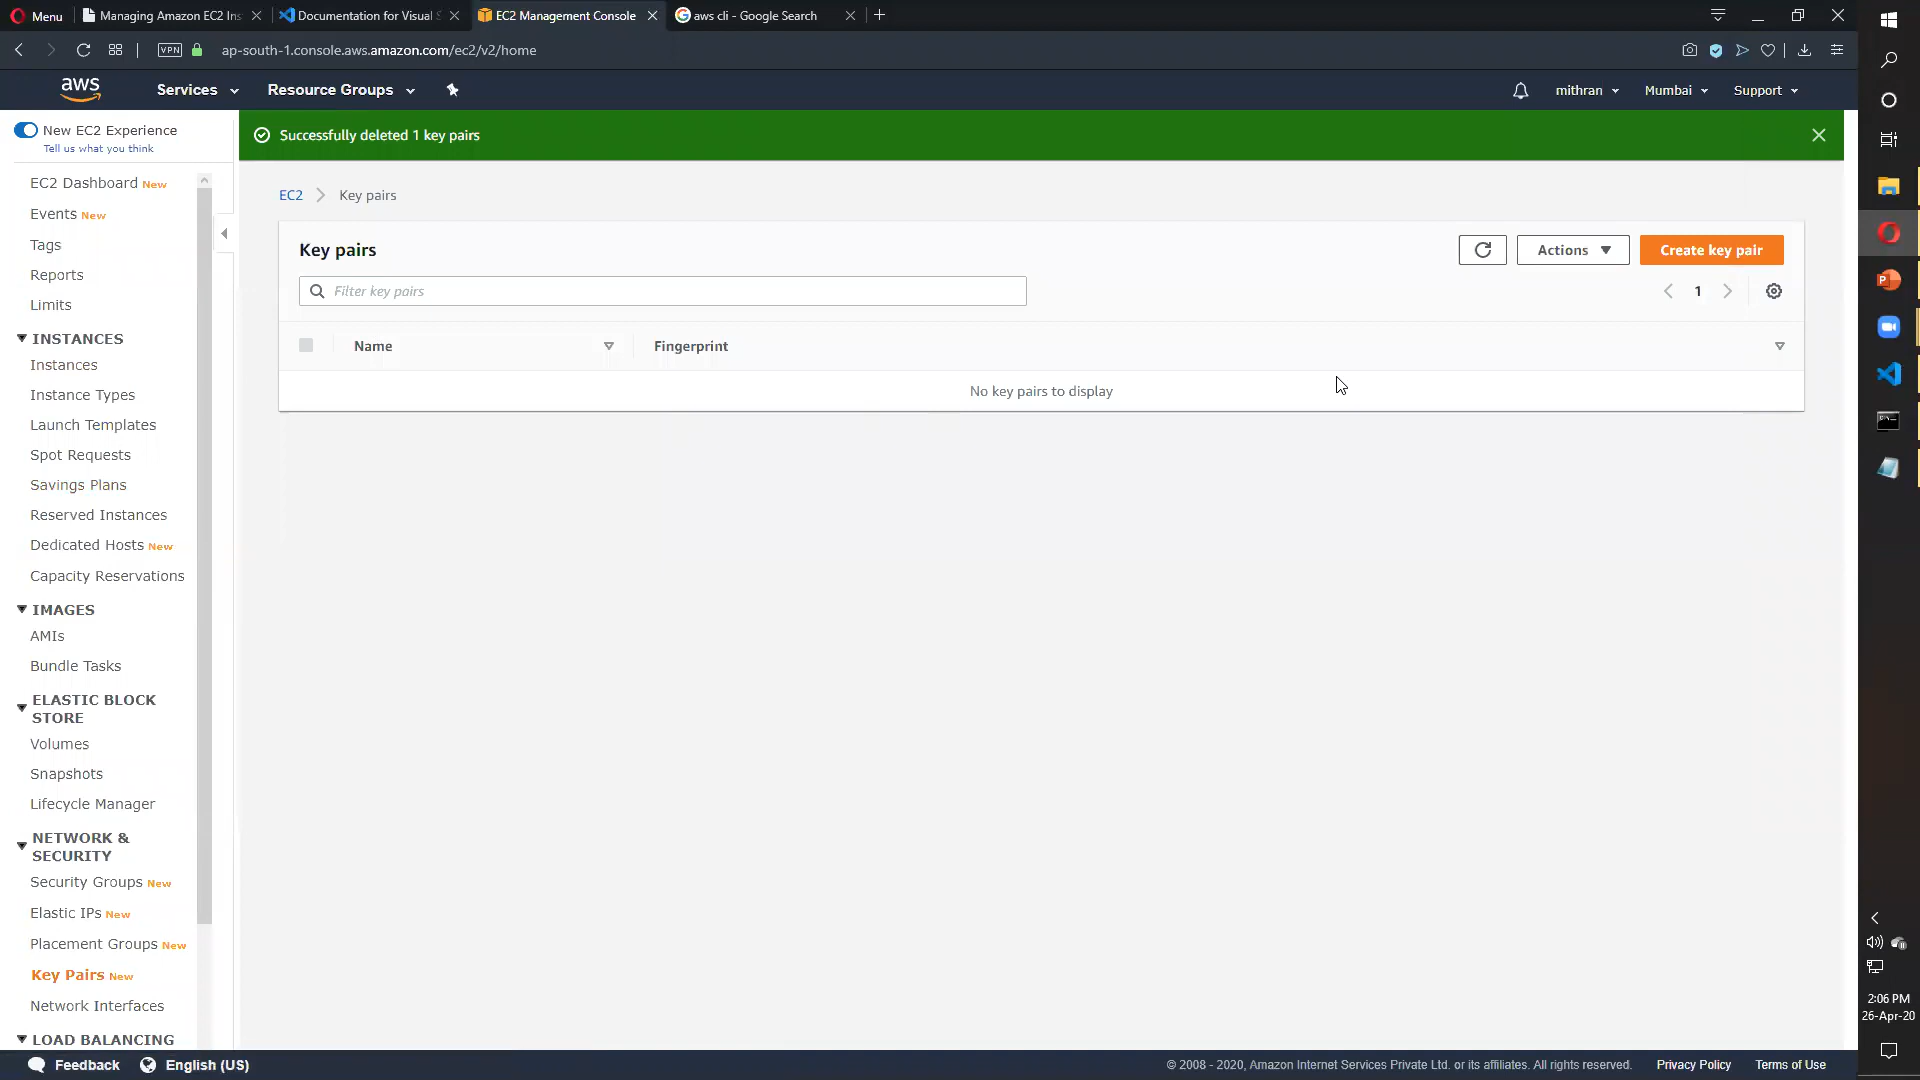 Menu
Managing Amazon EC2 Ins
Documentation for Visual S
EC2 Management Console
aws cli - Google Search
VPN
ap-south-1.console.aws.amazon.com/ec2/v2/home
aws
Services
Resource Groups
mithran
Mumbai
Support
New EC2 Experience
Tell us what you think
Successfully deleted 1 key pairs
EC2 Dashboard New
Events New
Tags
Reports
Limits
INSTANCES
Instances
Instance Types
Launch Templates
Spot Requests
Savings Plans
Reserved Instances
Dedicated Hosts New
Capacity Reservations
IMAGES
AMIs
Bundle Tasks
ELASTIC BLOCK
STORE
Volumes
Snapshots
Lifecycle Manager
NETWORK &
SECURITY
Security Groups New
Elastic IPs New
Placement Groups New
Key Pairs New
Network Interfaces
LOAD BALANCING
EC2
Key pairs
Key pairs
Actions
Create key pair
Filter key pairs
1
Name
Fingerprint
No key pairs to display
2:06 PM
26-Apr-20
Feedback
English (US)
© 2008 - 2020, Amazon Internet Services Private Ltd. or its affiliates. All rights reserved.
Privacy Policy
Terms of Use